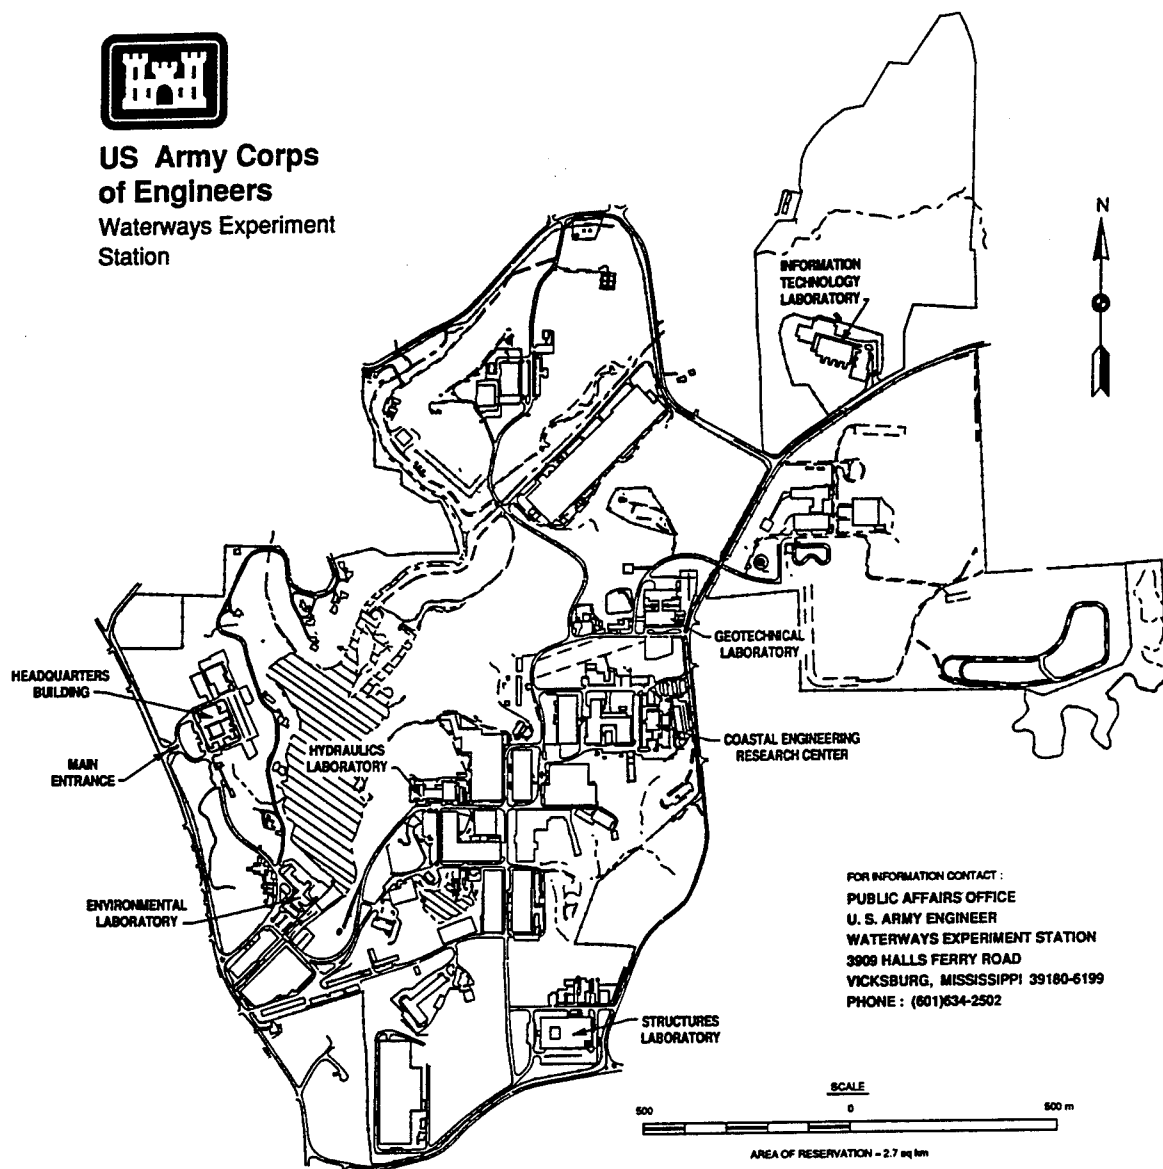 US Army Corps
of Engineers
Waterways Experiment
Station
N
INFORMATION
TECHNOLOGY
LABORATORY
GEOTECHNICAL
LABORATORY
HEADQUARTERS
BUILDING
MAIN
ENTRANCE
HYDRAULICS
LABORATORY
COASTAL ENGINEERING
RESEARCH CENTER
ENVIRONMENTAL
LABORATORY
FOR INFORMATION CONTACT :
PUBLIC AFFAIRS OFFICE
U. S. ARMY ENGINEER
WATERWAYS EXPERIMENT STATION
3909 HALLS FERRY ROAD
VICKSBURG, MISSISSIPPI 39180-6199
PHONE : (601)634-2502
STRUCTURES
LABORATORY
SCALE
500 0 500 m
AREA OF RESERVATION - 2.7 sq km